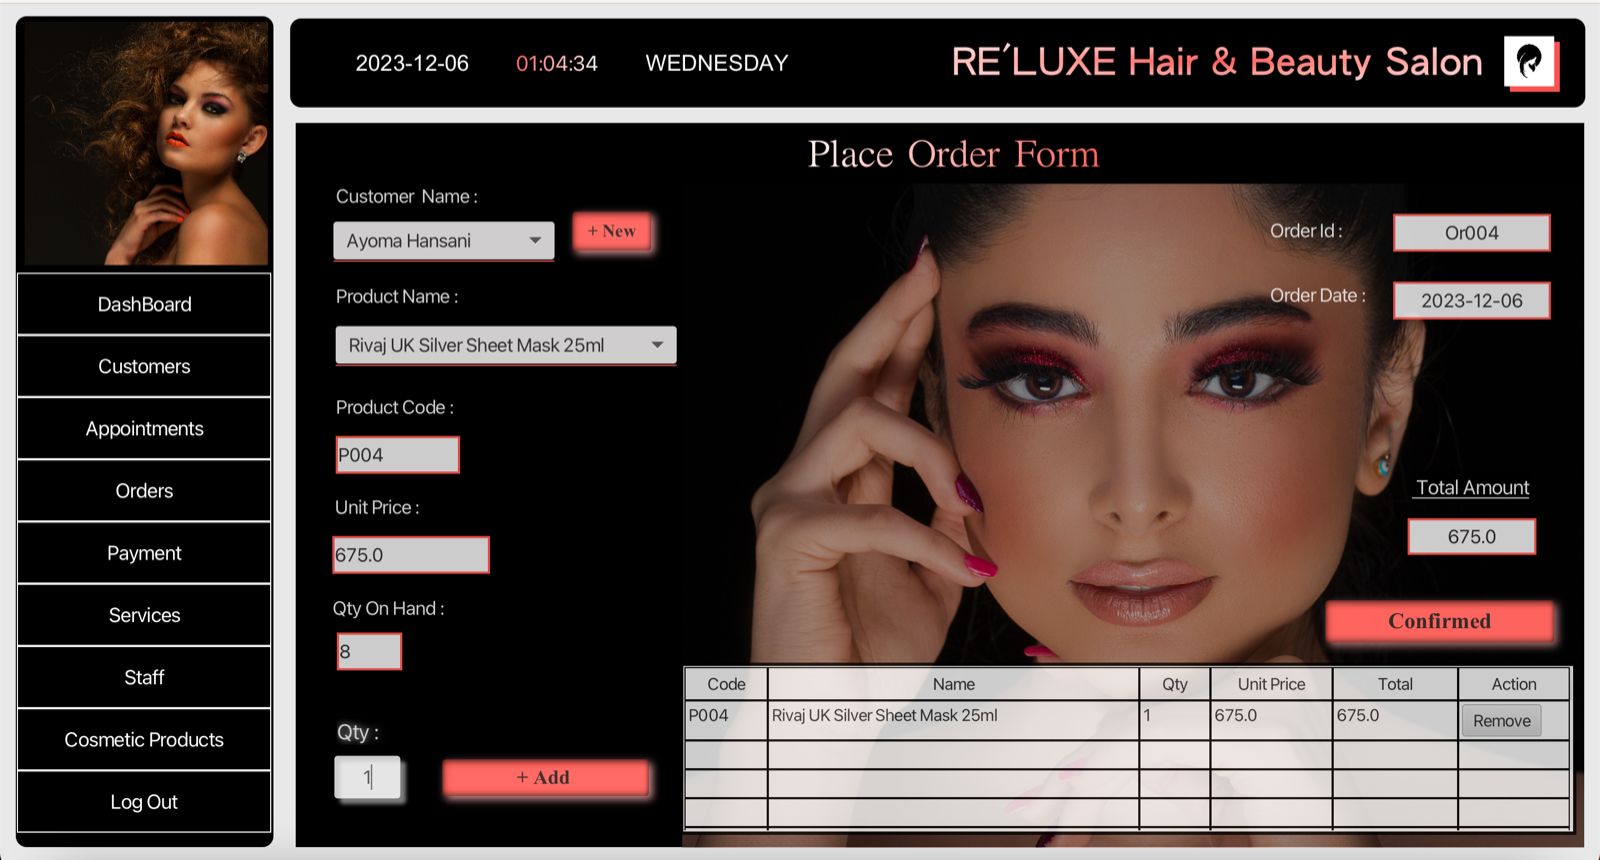 2023-12-06 01:04:34 WEDNESDAY RE´LUXE Hair & Beauty Salon
DashBoard
Customers
Appointments
Orders
Payment
Services
Staff
Cosmetic Products
Log Out
Place Order Form
Customer Name :
Ayoma Hansani
+ New
Product Name :
Rivaj UK Silver Sheet Mask 25ml
Product Code :
P004
Unit Price :
675.0
Qty On Hand :
8
Qty :
1
+ Add
Order Id :
Or004
Order Date :
2023-12-06
Total Amount
675.0
Confirmed
Code Name Qty Unit Price Total Action
P004 Rivaj UK Silver Sheet Mask 25ml 1 675.0 675.0 Remove